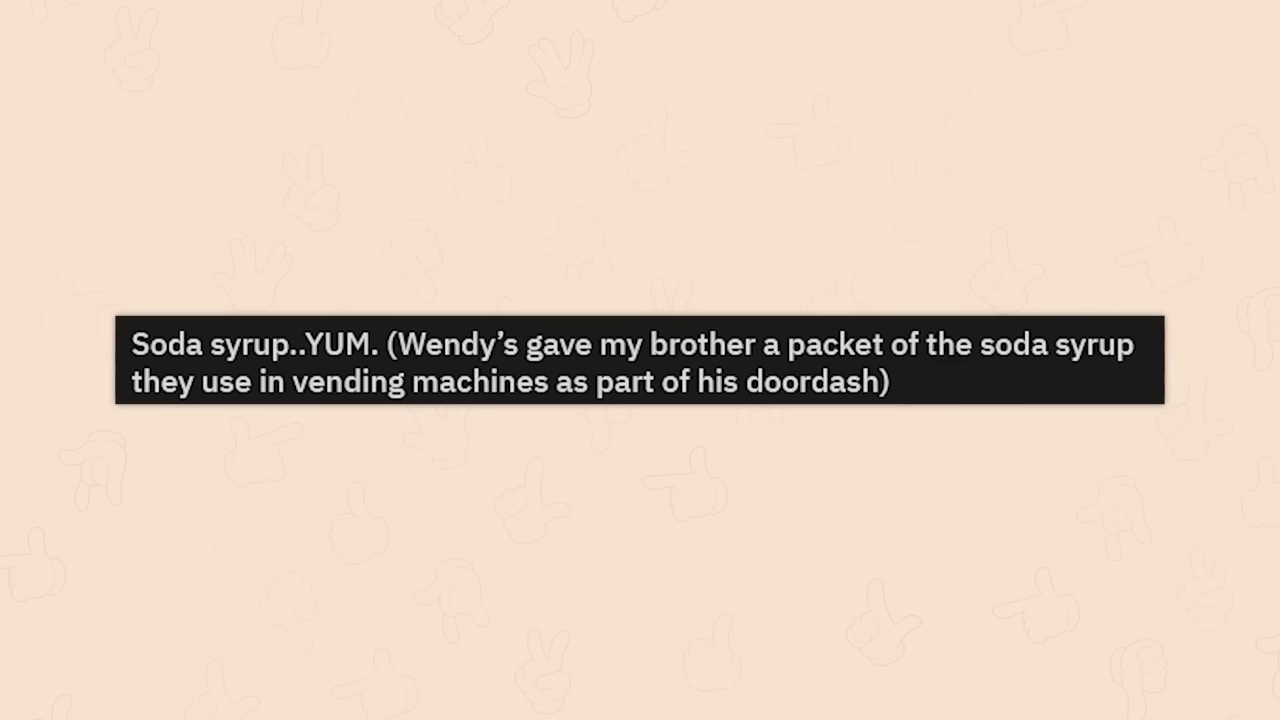 Soda syrup..YUM. (Wendy’s gave my brother a packet of the soda syrup
they use in vending machines as part of his doordash)